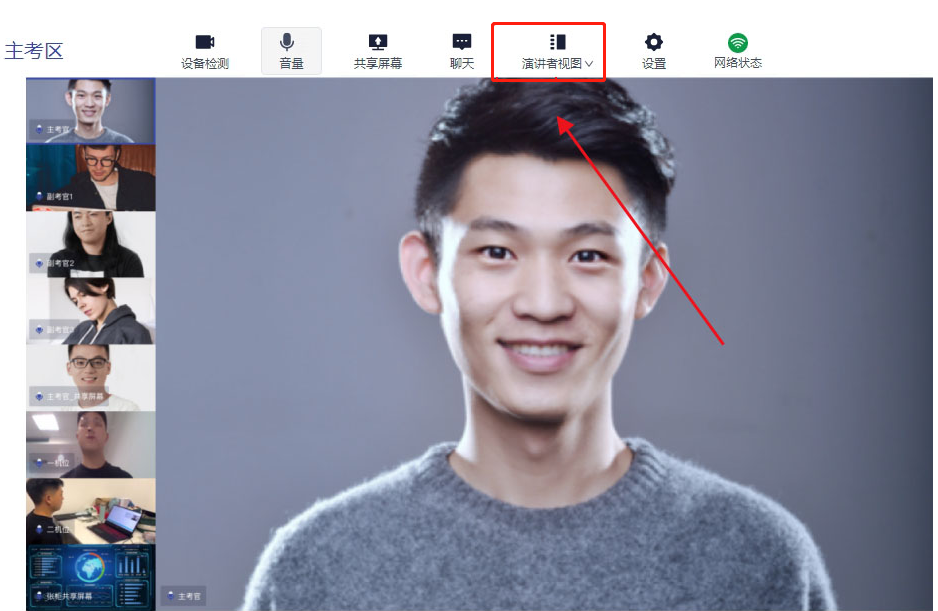 主考区
设备检测
音量
共享屏幕
聊天
演讲者视图
设置
网络状态
主考官
副考官1
副考官2
副考官3
主考官_共享屏幕
一机位
二机位
张柜共享屏幕
主考官